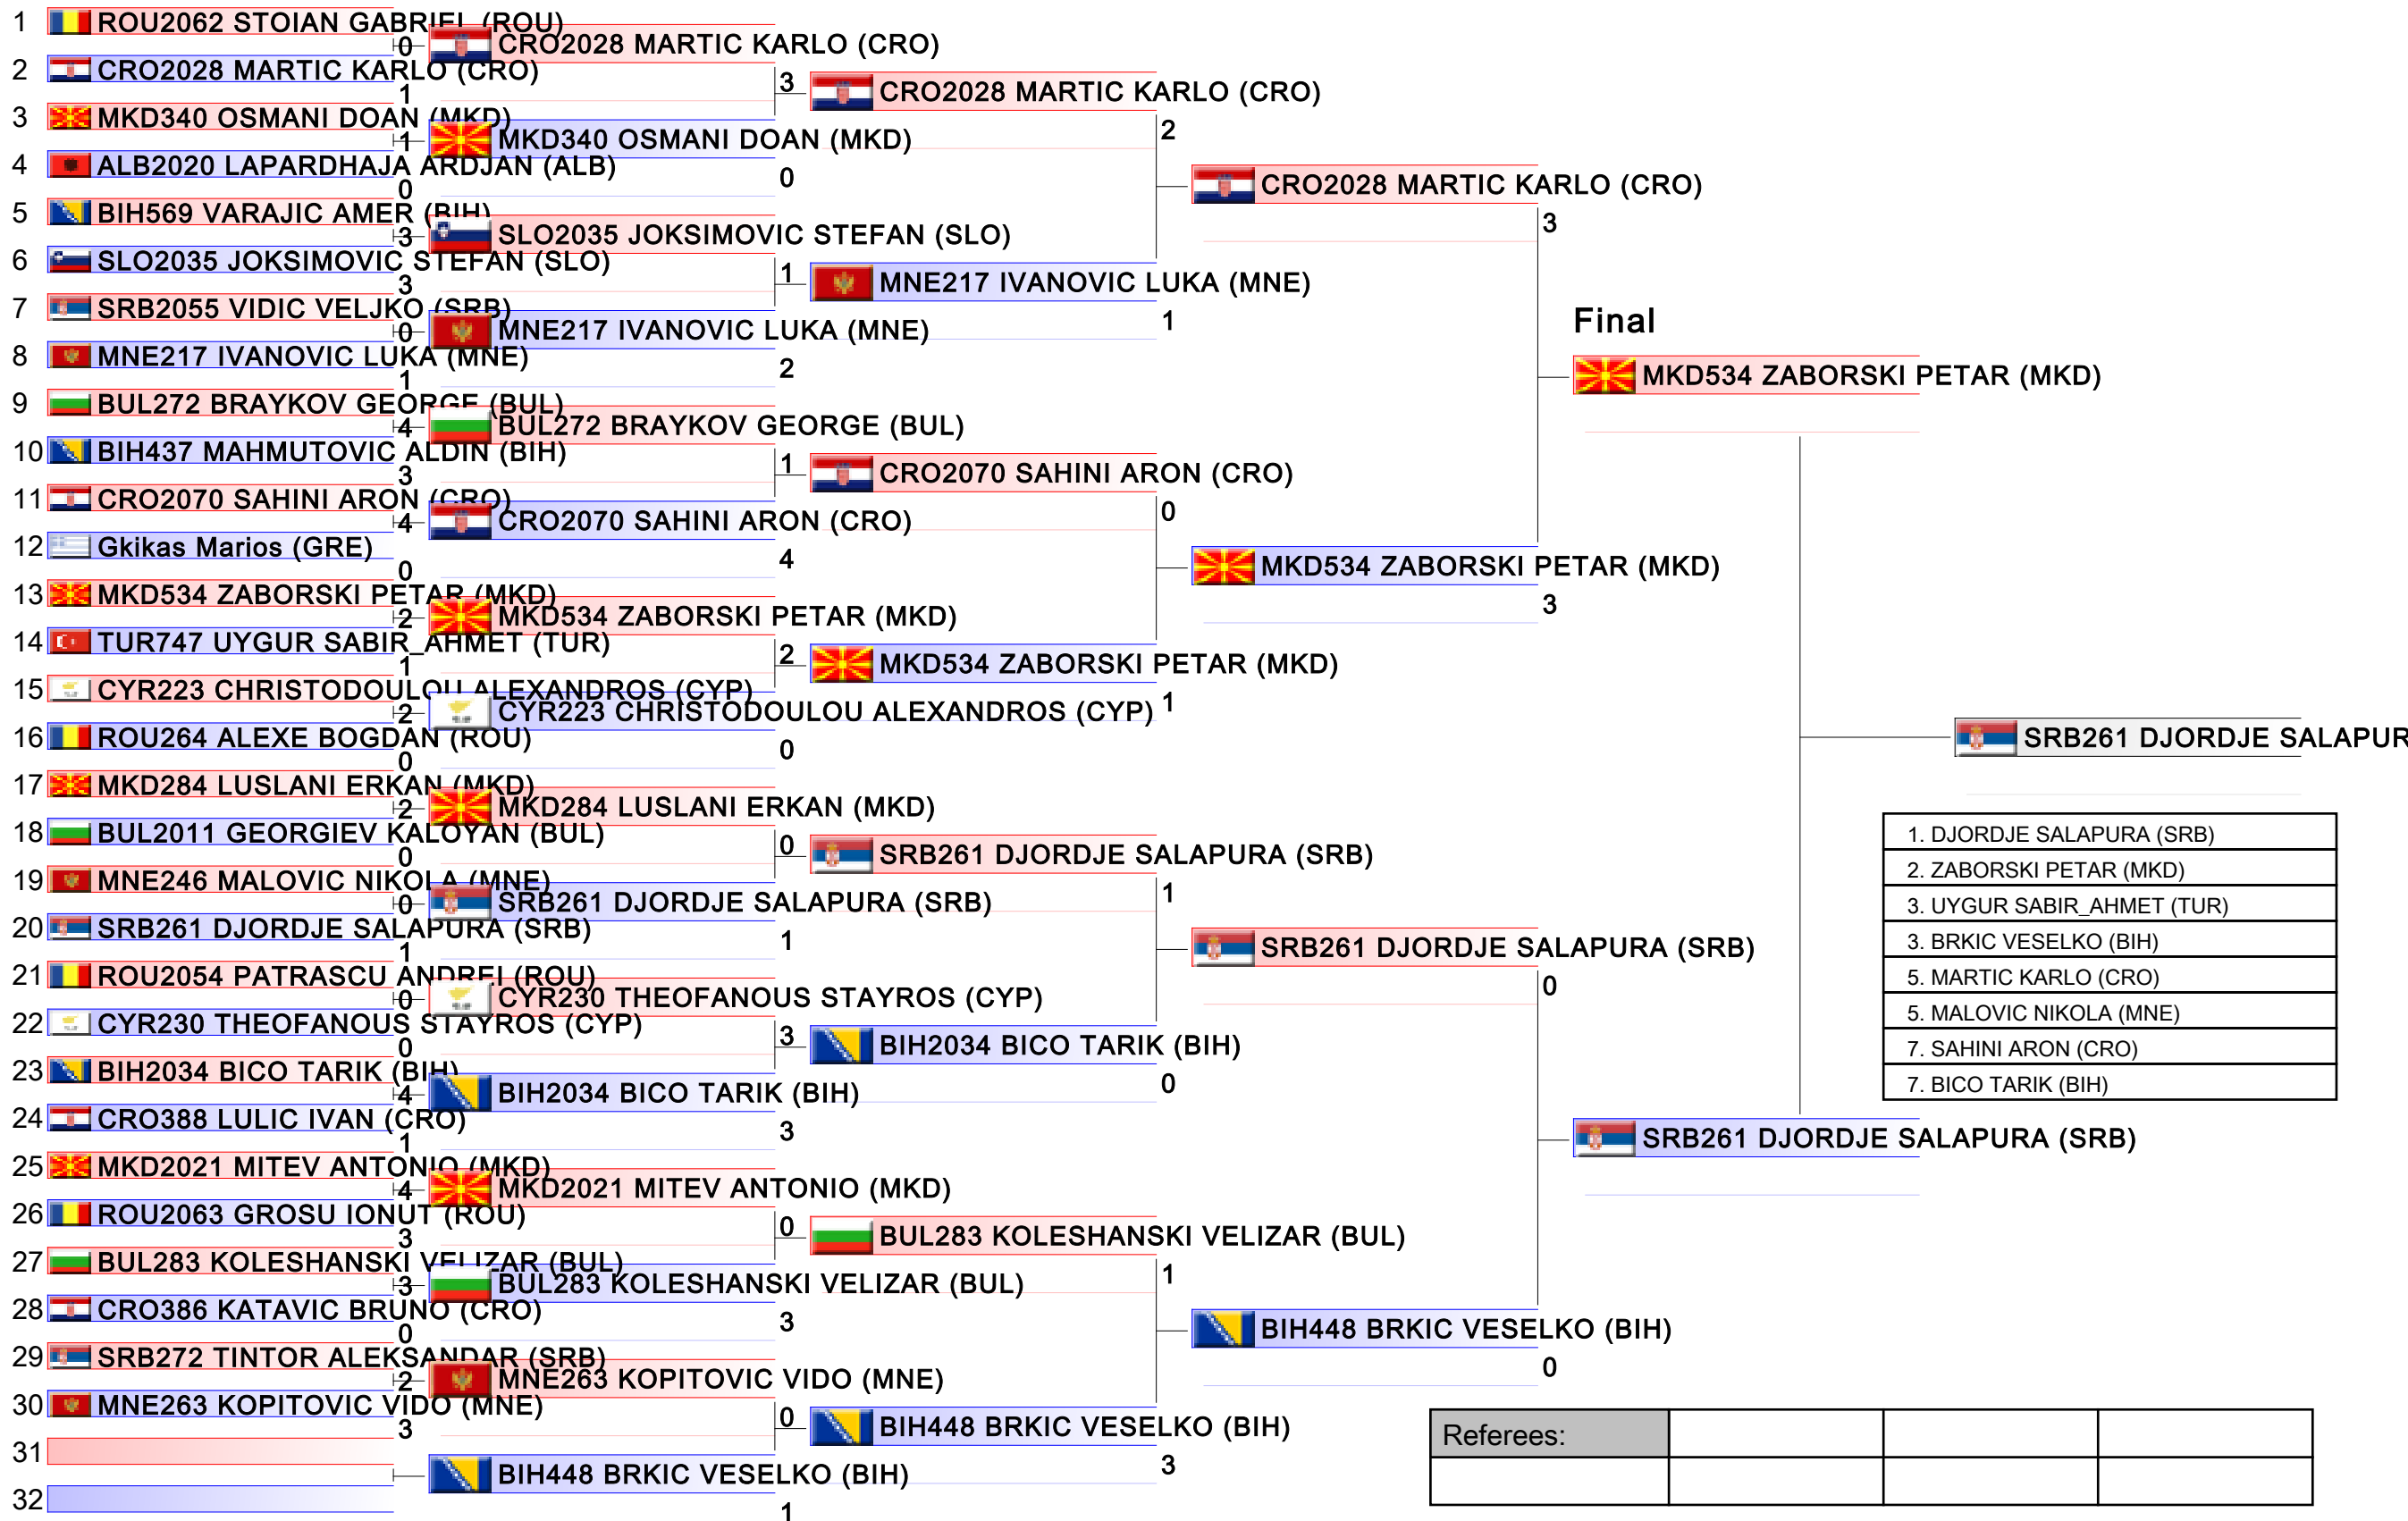 1 ROU2062 STOIAN GABRIEL (ROU)
0
2 CRO2028 MARTIC KARLO (CRO)
1
3 MKD340 OSMANI DOAN (MKD)
1
4 ALB2020 LAPARDHAJA ARDJAN (ALB)
0
5 BIH569 VARAJIC AMER (BIH)
3
6 SLO2035 JOKSIMOVIC STEFAN (SLO)
3
7 SRB2055 VIDIC VELJKO (SRB)
0
8 MNE217 IVANOVIC LUKA (MNE)
1
9 BUL272 BRAYKOV GEORGE (BUL)
4
10 BIH437 MAHMUTOVIC ALDIN (BIH)
3
11 CRO2070 SAHINI ARON (CRO)
4
12 Gkikas Marios (GRE)
0
13 MKD534 ZABORSKI PETAR (MKD)
2
14 TUR747 UYGUR SABIR_AHMET (TUR)
1
15 CYR223 CHRISTODOULOU ALEXANDROS (CYP)
2
16 ROU264 ALEXE BOGDAN (ROU)
0
17 MKD284 LUSLANI ERKAN (MKD)
2
18 BUL2011 GEORGIEV KALOYAN (BUL)
0
19 MNE246 MALOVIC NIKOLA (MNE)
0
20 SRB261 DJORDJE SALAPURA (SRB)
1
21 ROU2054 PATRASCU ANDREI (ROU)
0
22 CYR230 THEOFANOUS STAYROS (CYP)
0
23 BIH2034 BICO TARIK (BIH)
4
24 CRO388 LULIC IVAN (CRO)
1
25 MKD2021 MITEV ANTONIO (MKD)
4
26 ROU2063 GROSU IONUT (ROU)
3
27 BUL283 KOLESHANSKI VELIZAR (BUL)
3
28 CRO386 KATAVIC BRUNO (CRO)
0
29 SRB272 TINTOR ALEKSANDAR (SRB)
2
30 MNE263 KOPITOVIC VIDO (MNE)
3
31
32
CRO2028 MARTIC KARLO (CRO)
3
MKD340 OSMANI DOAN (MKD)
0
SLO2035 JOKSIMOVIC STEFAN (SLO)
1
MNE217 IVANOVIC LUKA (MNE)
2
BUL272 BRAYKOV GEORGE (BUL)
1
CRO2070 SAHINI ARON (CRO)
4
MKD534 ZABORSKI PETAR (MKD)
2
CYR223 CHRISTODOULOU ALEXANDROS (CYP)
0
MKD284 LUSLANI ERKAN (MKD)
0
SRB261 DJORDJE SALAPURA (SRB)
1
CYR230 THEOFANOUS STAYROS (CYP)
3
BIH2034 BICO TARIK (BIH)
3
MKD2021 MITEV ANTONIO (MKD)
0
BUL283 KOLESHANSKI VELIZAR (BUL)
3
MNE263 KOPITOVIC VIDO (MNE)
0
BIH448 BRKIC VESELKO (BIH)
1
CRO2028 MARTIC KARLO (CRO)
2
MNE217 IVANOVIC LUKA (MNE)
1
CRO2070 SAHINI ARON (CRO)
0
MKD534 ZABORSKI PETAR (MKD)
1
SRB261 DJORDJE SALAPURA (SRB)
1
BIH2034 BICO TARIK (BIH)
0
BUL283 KOLESHANSKI VELIZAR (BUL)
1
BIH448 BRKIC VESELKO (BIH)
3
CRO2028 MARTIC KARLO (CRO)
3
MKD534 ZABORSKI PETAR (MKD)
3
SRB261 DJORDJE SALAPURA (SRB)
0
BIH448 BRKIC VESELKO (BIH)
0
Final
MKD534 ZABORSKI PETAR (MKD)
SRB261 DJORDJE SALAPURA (SRB)
SRB261 DJORDJE SALAPUR
1. DJORDJE SALAPURA (SRB)
2. ZABORSKI PETAR (MKD)
3. UYGUR SABIR_AHMET (TUR)
3. BRKIC VESELKO (BIH)
5. MARTIC KARLO (CRO)
5. MALOVIC NIKOLA (MNE)
7. SAHINI ARON (CRO)
7. BICO TARIK (BIH)
Referees: